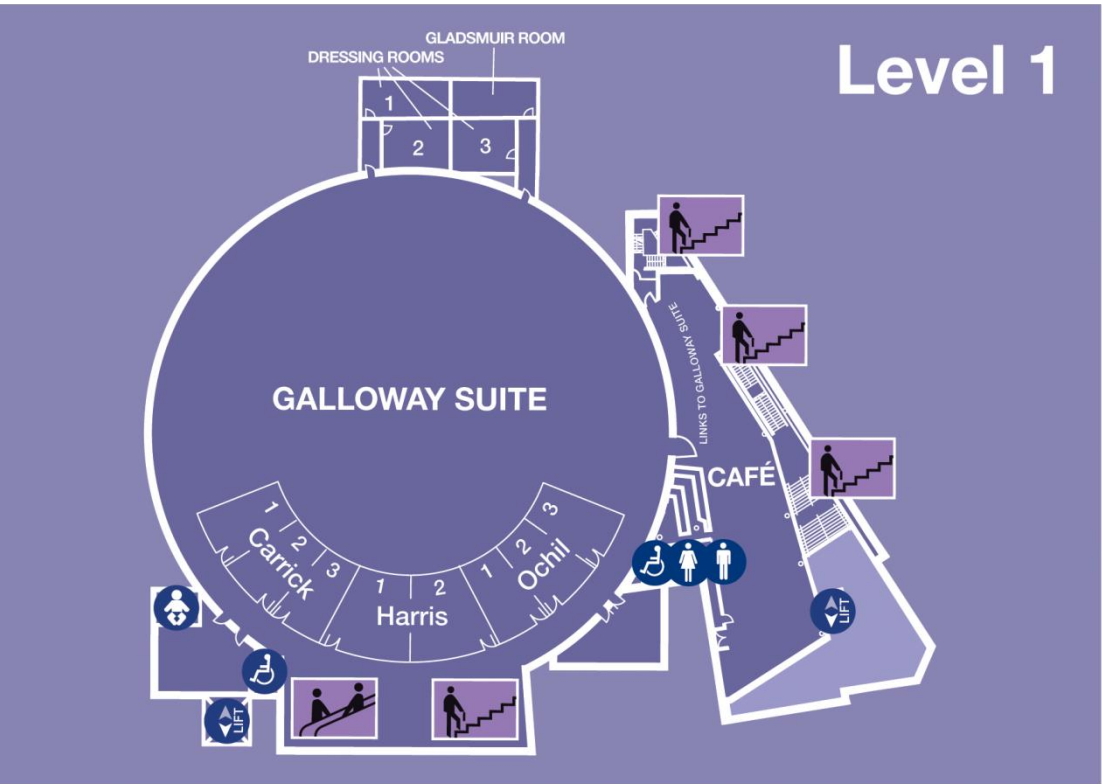 Level 1
GLADSMUIR ROOM
DRESSING ROOMS
1
2
3
LINKS TO GALLOWAY SUITE
GALLOWAY SUITE
CAFÉ
1
2
3
Carrick
1
2
Harris
1
2
3
Ochil
LIFT
LIFT